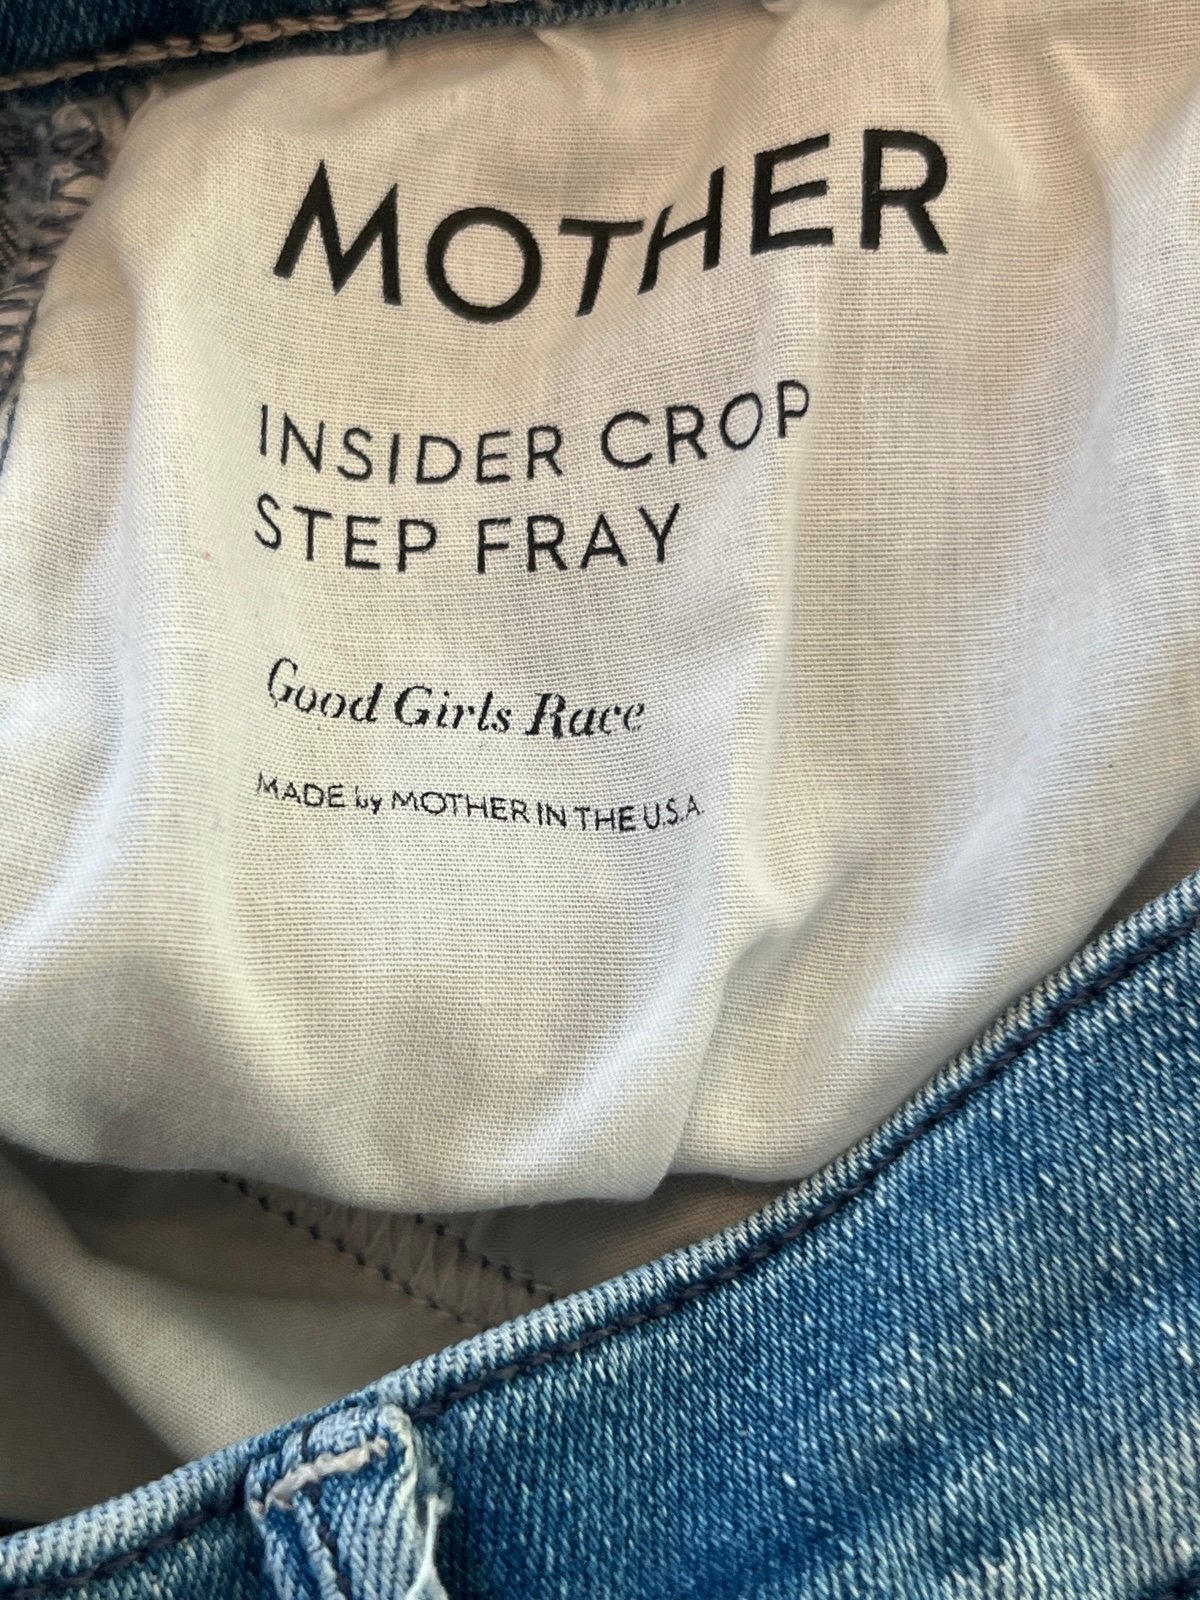 MOTHER
INSIDER CROP
STEP FRAY
Good Girls Race
MADE by MOTHER IN THE U.S.A.